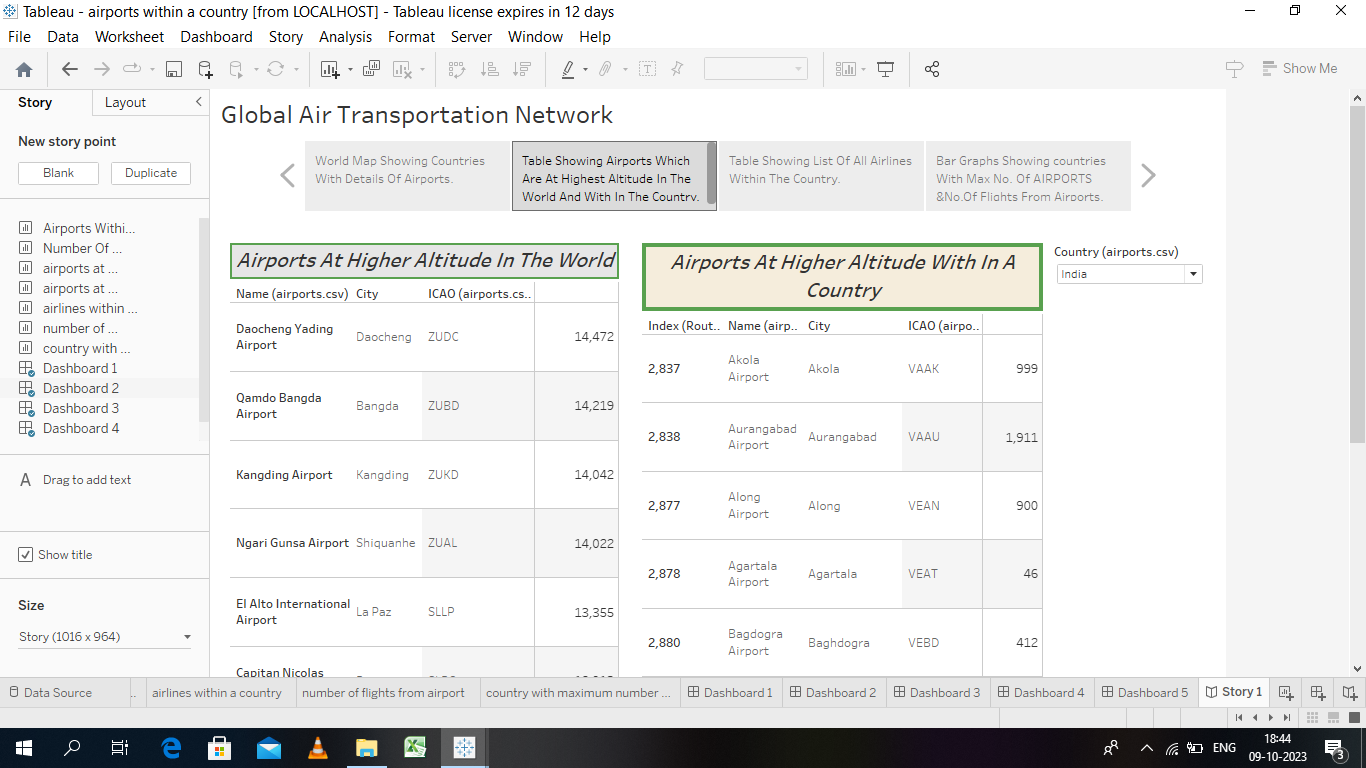 Tableau - airports within a country [from LOCALHOST] - Tableau license expires in 12 days
File Data Worksheet Dashboard Story Analysis Format Server Window Help
Show Me
Story Layout
New story point
Blank Duplicate
Airports Withi...
Number Of ...
airports at ...
airports at ...
airlines within ...
number of ...
country with ...
Dashboard 1
Dashboard 2
Dashboard 3
Dashboard 4
A Drag to add text
Show title
Size
Story (1016 x 964)
Global Air Transportation Network
World Map Showing Countries
With Details Of Airports.
Table Showing Airports Which
Are At Highest Altitude In The
World And With In The Country.
Table Showing List Of All Airlines
Within The Country.
Bar Graphs Showing countries
With Max No. Of AIRPORTS
&No.Of Flights From Airports.
Airports At Higher Altitude In The World
Name (airports.csv) City ICAO (airports.cs..
Daocheng Yading
Airport Daocheng ZUDC 14,472
Qamdo Bangda
Airport Bangda ZUBD 14,219
Kangding Airport Kangding ZUKD 14,042
Ngari Gunsa Airport Shiquanhe ZUAL 14,022
El Alto International
Airport La Paz SLLP 13,355
Capitan Nicolas
Airports At Higher Altitude With In A
Country
Index (Rout.. Name (airp.. City ICAO (airpo..
2,837 Akola
Airport Akola VAAK 999
2,838 Aurangabad
Airport Aurangabad VAAU 1,911
2,877 Along
Airport Along VEAN 900
2,878 Agartala
Airport Agartala VEAT 46
2,880 Bagdogra
Airport Baghdogra VEBD 412
Country (airports.csv)
India
Data Source .. airlines within a country number of flights from airport country with maximum number ... Dashboard 1 Dashboard 2 Dashboard 3 Dashboard 4 Dashboard 5 Story 1
ENG 18:44
09-10-2023 3